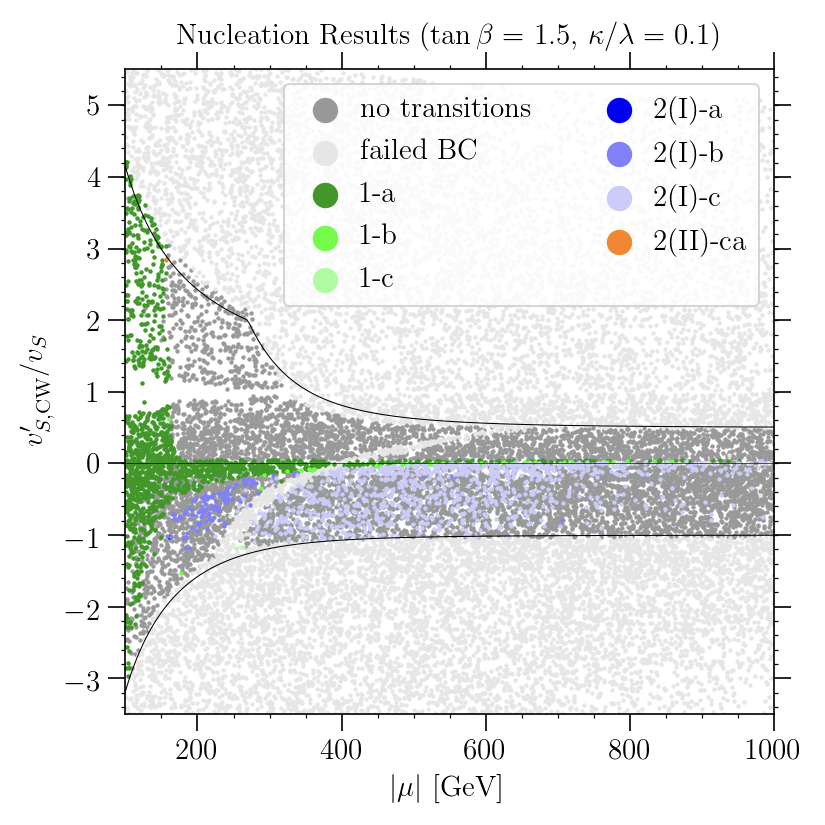 Nucleation Results (tan β = 1.5, κ/λ = 0.1)
no transitions
failed BC
1-a
1-b
1-c
2(I)-a
2(I)-b
2(I)-c
2(II)-ca
v′_{S,CW}/v_S
5
4
3
2
1
0
−1
−2
−3
200
400
600
800
1000
|μ| [GeV]